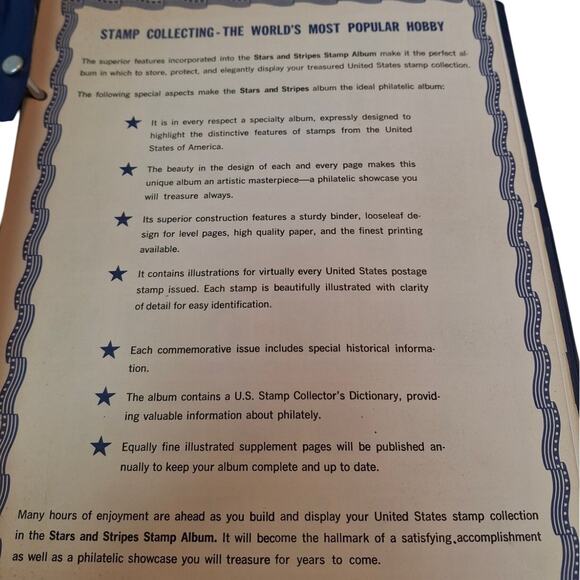 STAMP COLLECTING - THE WORLD'S MOST POPULAR HOBBY
The superior features incorporated into the Stars and Stripes Stamp Album make it the perfect al-
bum in which to store, protect, and elegantly display your treasured United States stamp collection.
The following special aspects make the Stars and Stripes album the ideal philatelic album:
It is in every respect a specialty album, expressly designed to
highlight the distinctive features of stamps from the United
States of America.
The beauty in the design of each and every page makes this
unique album an artistic masterpiece—a philatelic showcase you
will treasure always.
Its superior construction features a sturdy binder, looseleaf de-
sign for level pages, high quality paper, and the finest printing
available.
It contains illustrations for virtually every United States postage
stamp issued. Each stamp is beautifully illustrated with clarity
of detail for easy identification.
Each commemorative issue includes special historical informa-
tion.
The album contains a U.S. Stamp Collector's Dictionary, provid-
ing valuable information about philately.
Equally fine illustrated supplement pages will be published an-
nually to keep your album complete and up to date.
Many hours of enjoyment are ahead as you build and display your United States stamp collection
in the Stars and Stripes Stamp Album. It will become the hallmark of a satisfying accomplishment
as well as a philatelic showcase you will treasure for years to come.